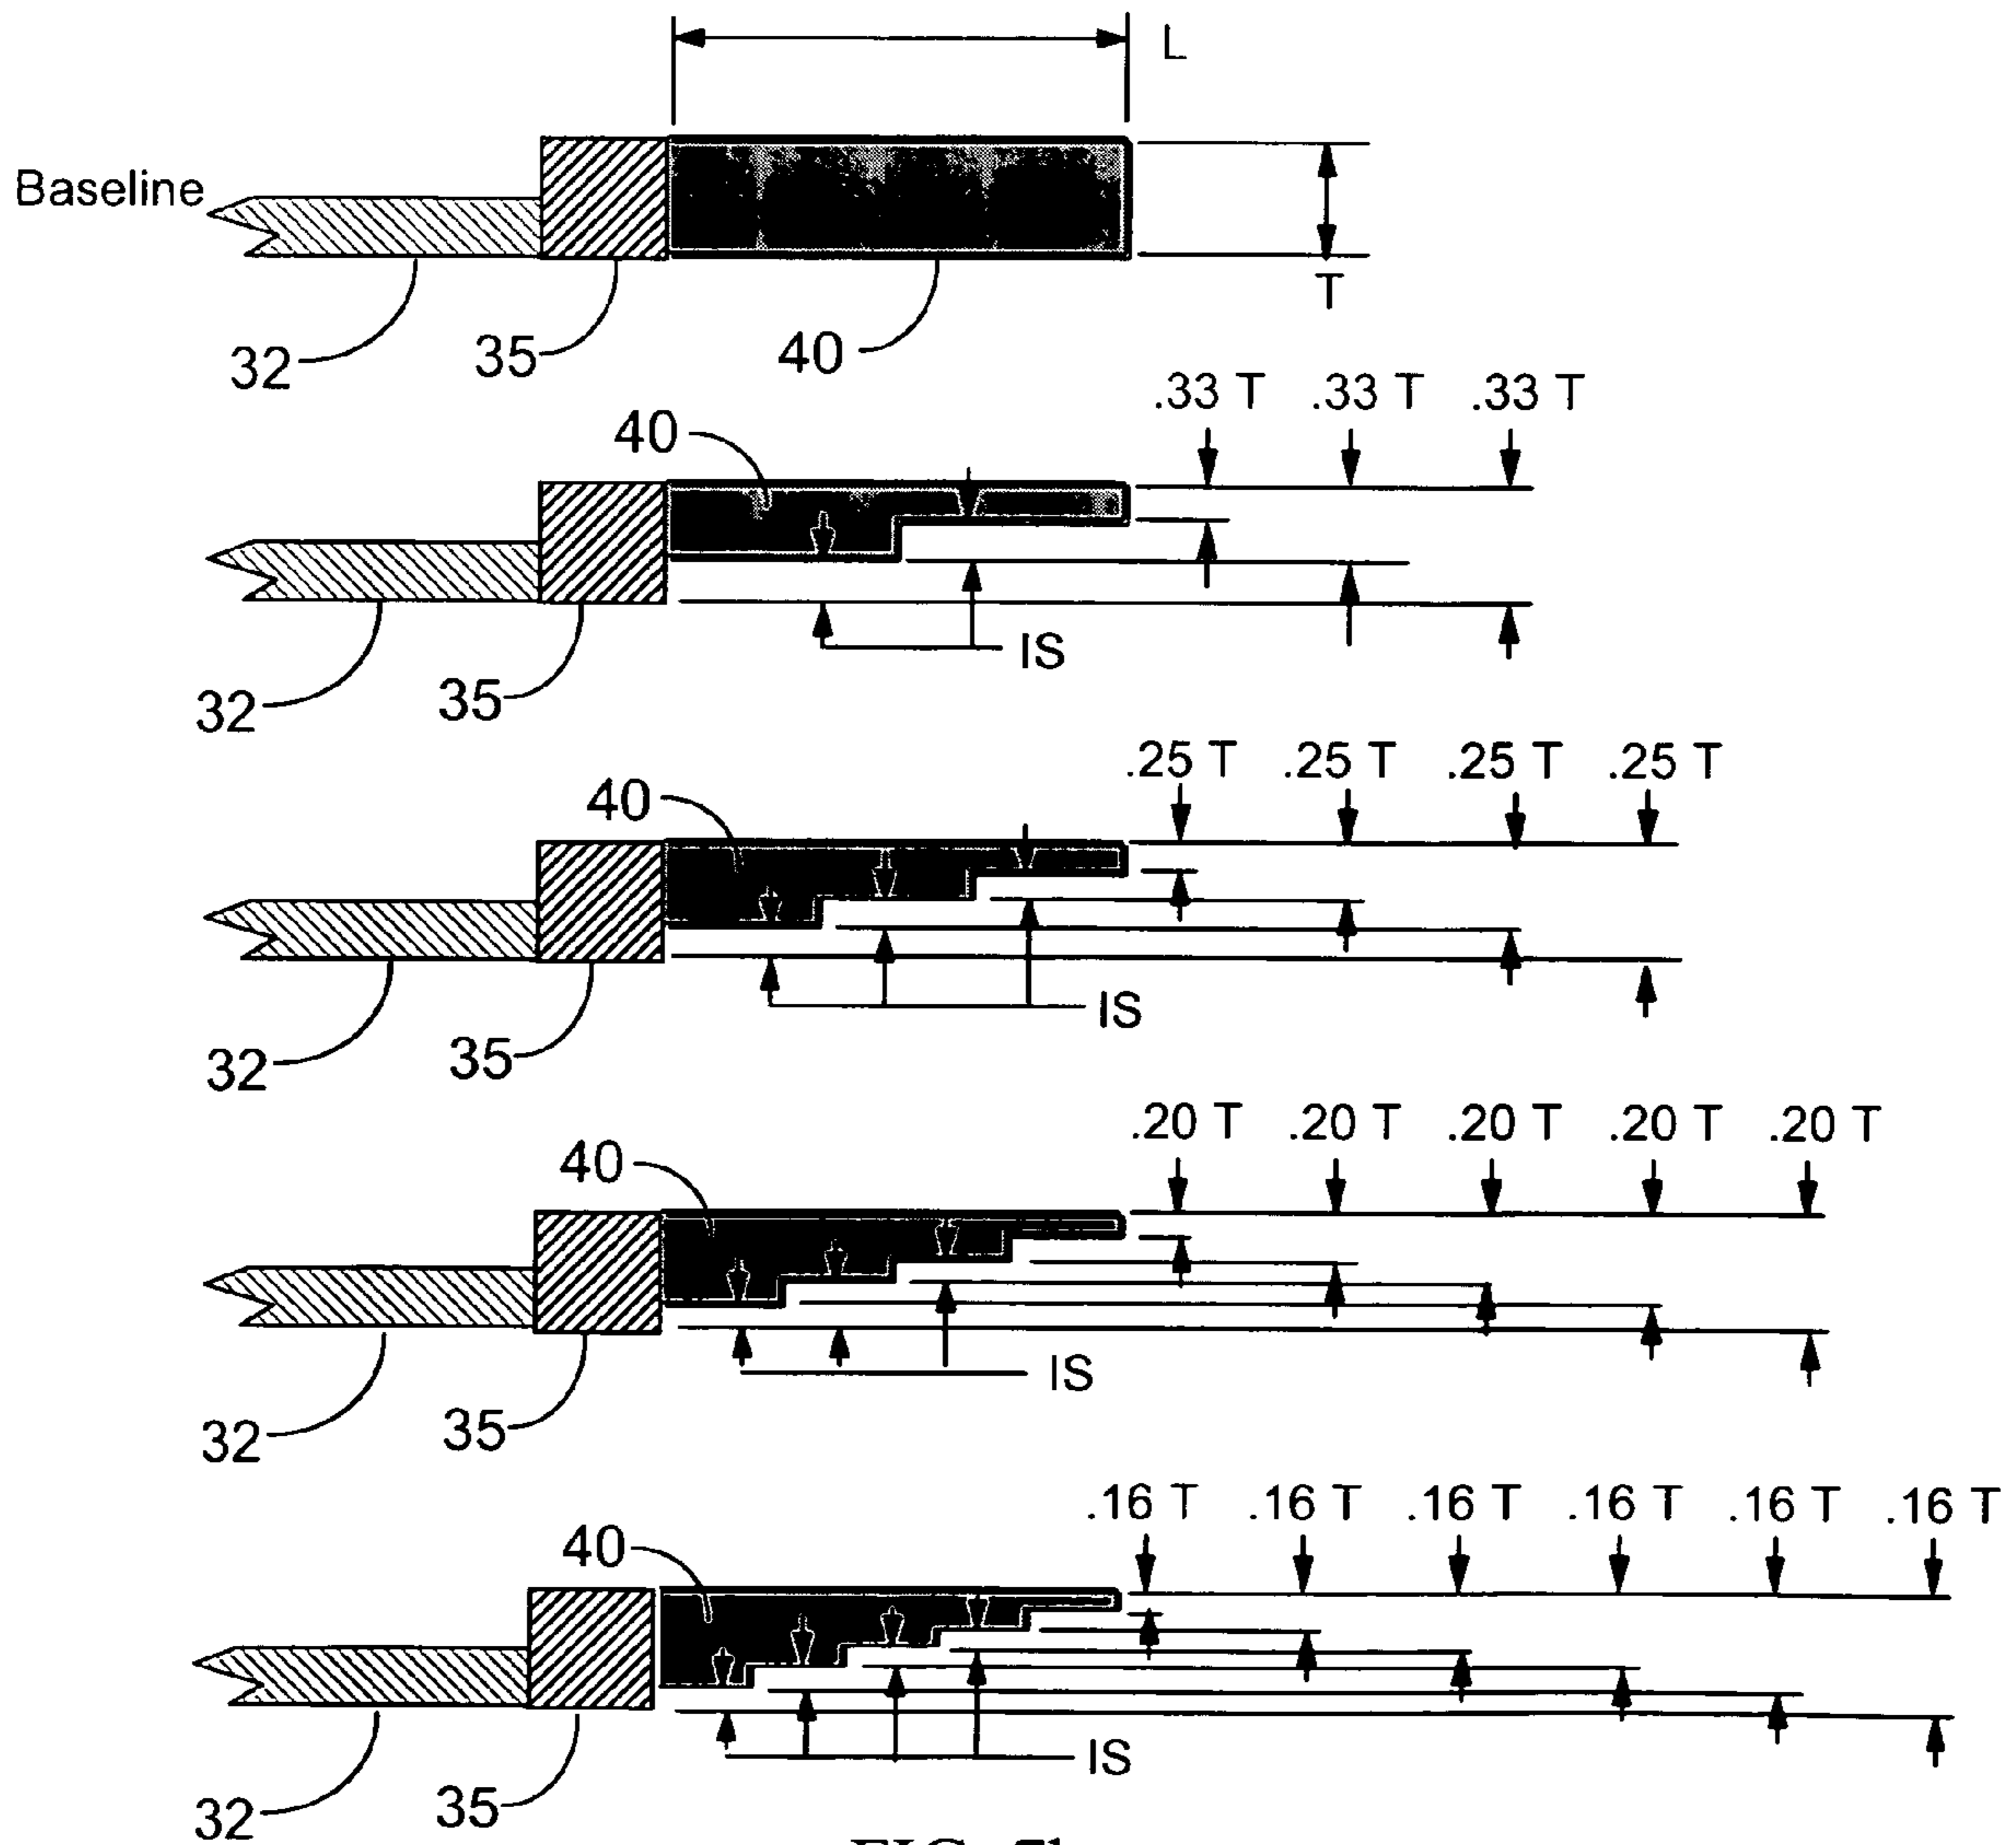 L
Baseline
T
32 35 40
.33 T .33 T .33 T
40
IS
32 35
.25 T .25 T .25 T .25 T
40
IS
32 35
.20 T .20 T .20 T .20 T .20 T
40
IS
32 35
.16 T .16 T .16 T .16 T .16 T .16 T
40
IS
32 35